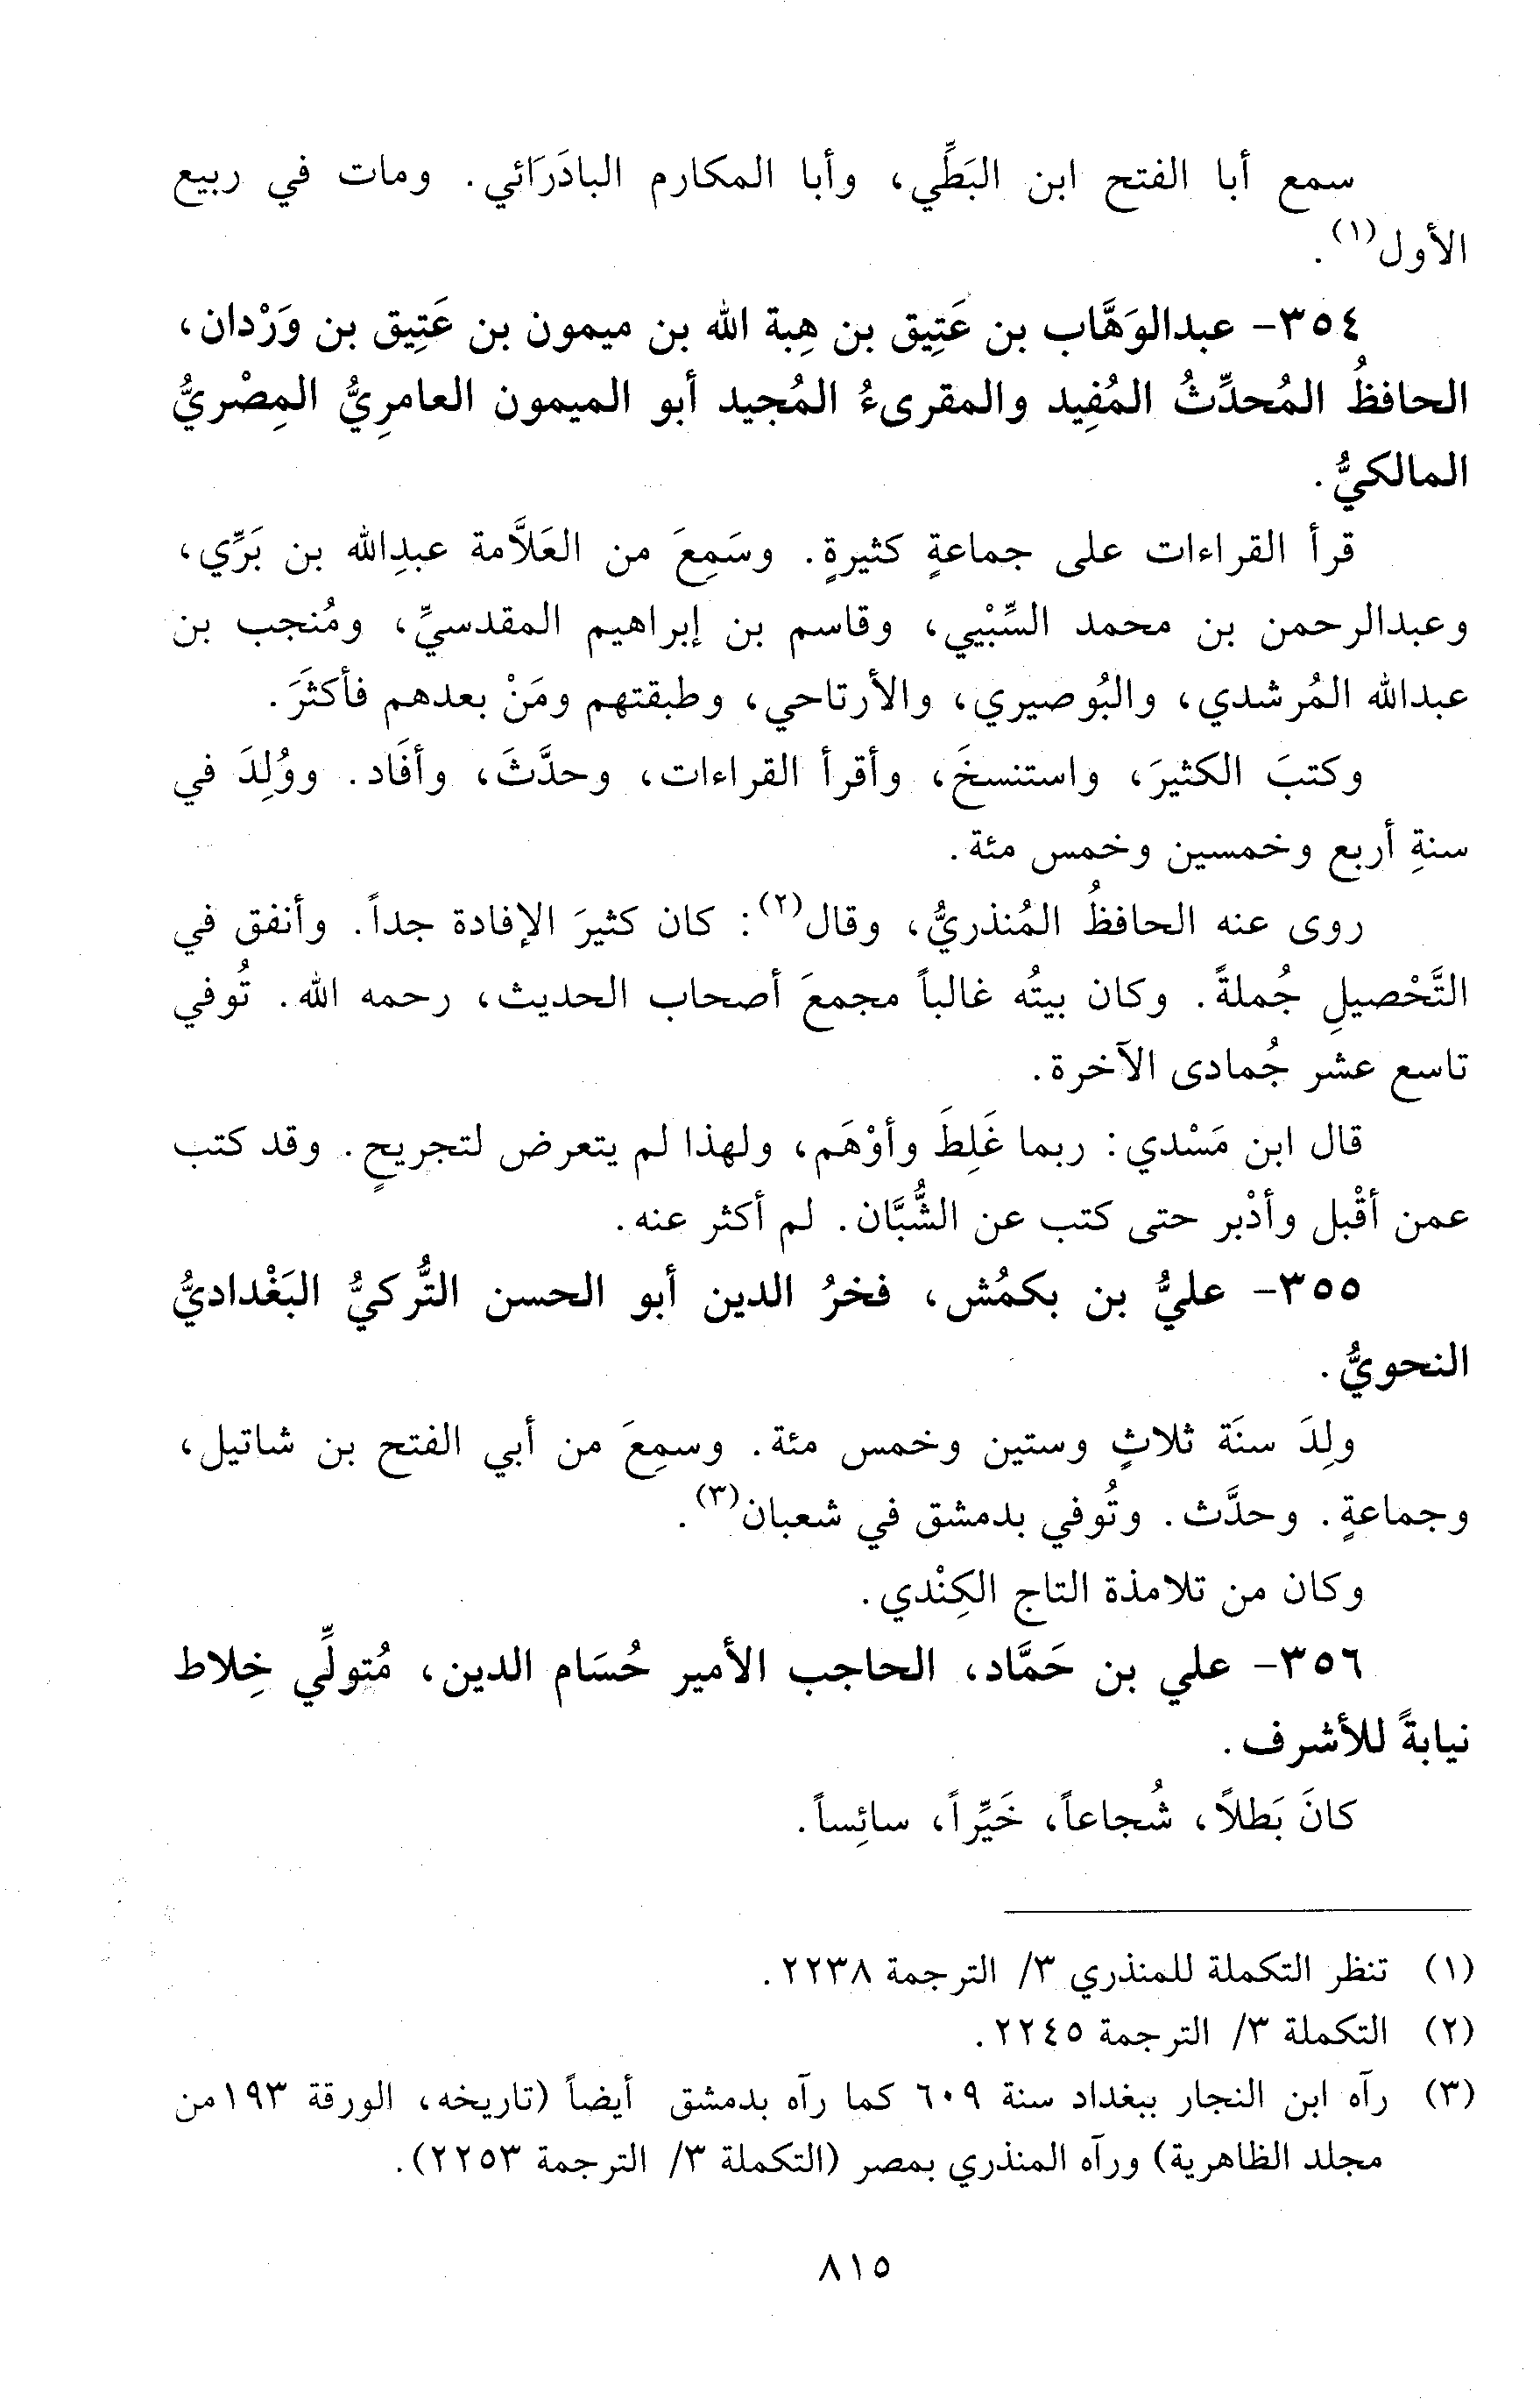 سمع أبا الفتح ابن البَطِّي، وأبا المكارم البادَرَائي. ومات في ربيع
الأول(١).
٣٥٤- عبدالوَهَّاب بن عَتِيق بن هِبة الله بن ميمون بن عَتِيق بن وَرْدان،
الحافظُ المُحدِّثُ المُفِيد والمقرىءُ المُجيد أبو الميمون العامرِيُّ المِصْريُّ
المالكيُّ.
قرأ القراءات على جماعةٍ كثيرةٍ. وسَمِعَ من العَلاَّمة عبدِالله بن بَرِّي،
وعبدالرحمن بن محمد السِّبْيي، وقاسم بن إبراهيم المقدسيِّ، ومُنجب بن
عبدالله المُرشدي، والبُوصيري، والأرتاحي، وطبقتهم ومَنْ بعدهم فأكثَرَ.
وكتبَ الكثيرَ، واستنسخَ، وأقرأ القراءات، وحدَّثَ، وأفَاد. ووُلِدَ في
سنةِ أربع وخمسين وخمس مئة.
روى عنه الحافظُ المُنذريُّ، وقال(٢): كان كثيرَ الإفادة جداً. وأنفق في
التَّحْصيلِ جُملةً. وكان بيتُه غالباً مجمعَ أصحاب الحديث، رحمه الله. تُوفي
تاسع عشر جُمادى الآخرة.
قال ابن مَسْدي: ربما غَلِطَ وأوْهَم، ولهذا لم يتعرض لتجريحٍ. وقد كتب
عمن أقْبل وأدْبر حتى كتب عن الشُّبَّان. لم أكثر عنه.
٣٥٥- عليُّ بن بكمُش، فخرُ الدين أبو الحسن التُّركيُّ البَغْداديُّ
النحويُّ.
ولِدَ سنَة ثلاثٍ وستين وخمس مئة. وسمِعَ من أبي الفتح بن شاتيل،
وجماعةٍ. وحدَّث. وتُوفي بدمشق في شعبان(٣).
وكان من تلامذة التاج الكِنْدي.
٣٥٦- علي بن حَمَّاد، الحاجب الأمير حُسَام الدين، مُتولِّي خِلاط
نيابةً للأشرف.
كانَ بَطلاً، شُجاعاً، خَيِّراً، سائِساً.
(١) تنظر التكملة للمنذري ٣/ الترجمة ٢٢٣٨.
(٢) التكملة ٣/ الترجمة ٢٢٤٥.
(٣) رآه ابن النجار ببغداد سنة ٦٠٩ كما رآه بدمشق أيضاً (تاريخه، الورقة ١٩٣من
مجلد الظاهرية) ورآه المنذري بمصر (التكملة ٣/ الترجمة ٢٢٥٣).
٨١٥